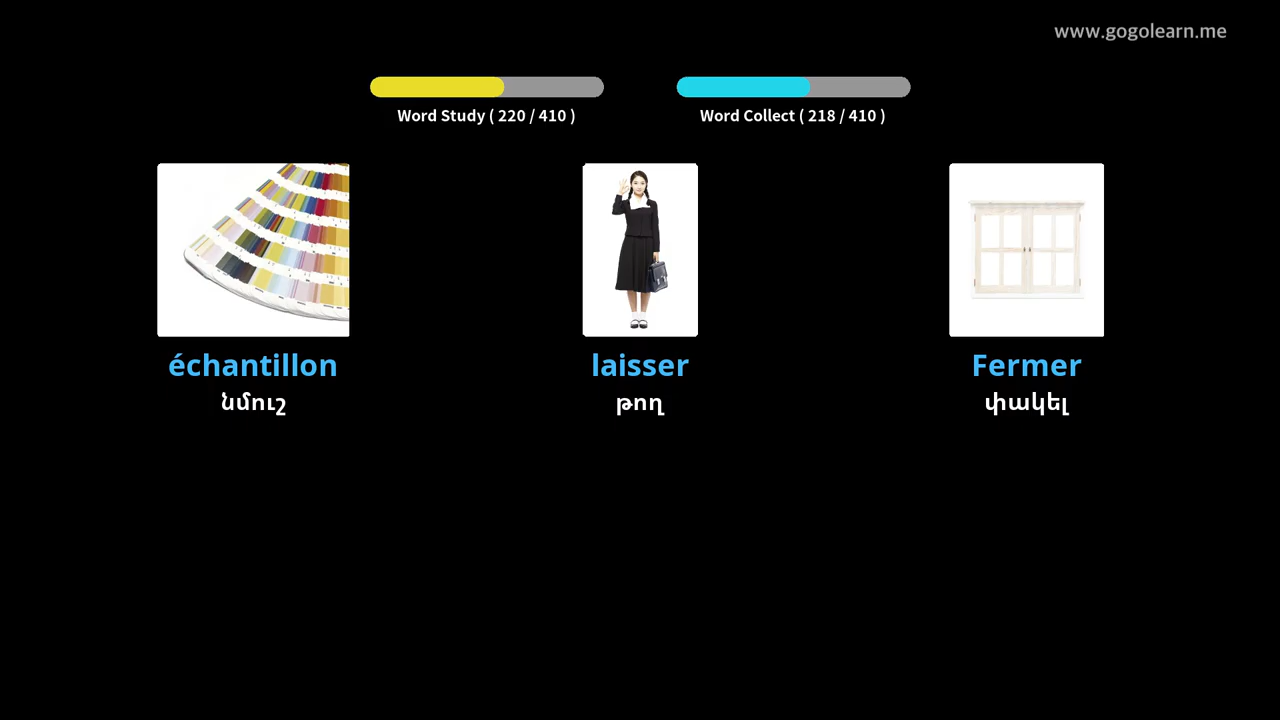 www.gogolearn.me
Word Study ( 220 / 410 )
Word Collect ( 218 / 410 )
échantillon
նմուշ
laisser
թող
Fermer
փակել